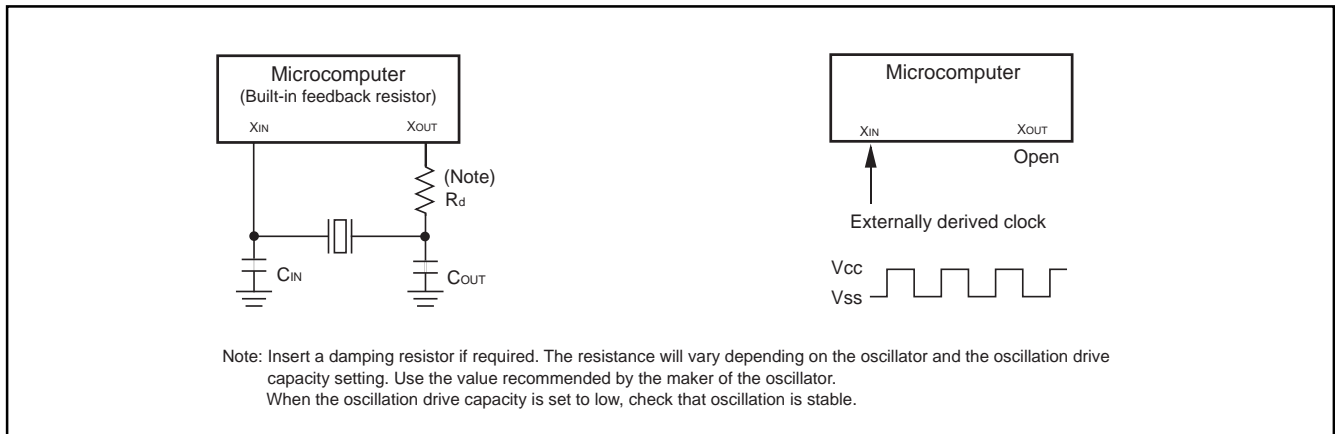 Microcomputer
(Built-in feedback resistor)
XIN XOUT
(Note)
Rd
CIN
COUT
Microcomputer
XIN XOUT
Open
Externally derived clock
Vcc
Vss
Note: Insert a damping resistor if required. The resistance will vary depending on the oscillator and the oscillation drive
capacity setting. Use the value recommended by the maker of the oscillator.
When the oscillation drive capacity is set to low, check that oscillation is stable.